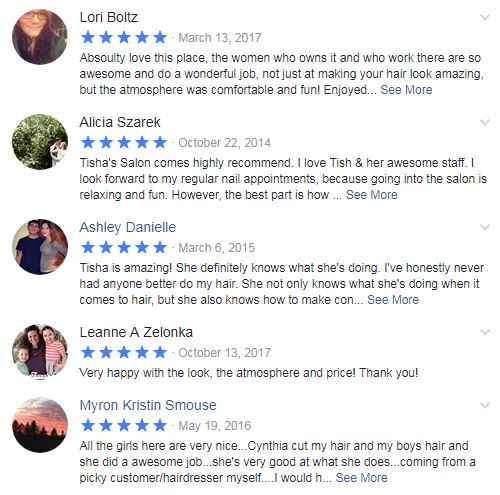 Lori Boltz
· March 13, 2017
Absoulty love this place, the women who owns it and who work there are so
awesome and do a wonderful job, not just at making your hair look amazing,
but the atmosphere was comfortable and fun! Enjoyed... See More
Alicia Szarek
· October 22, 2014
Tisha's Salon comes highly recommend. I love Tish & her awesome staff. I
look forward to my regular nail appointments, because going into the salon is
relaxing and fun. However, the best part is how ... See More
Ashley Danielle
· March 6, 2015
Tisha is amazing! She definitely knows what she's doing. I've honestly never
had anyone better do my hair. She not only knows what she's doing when it
comes to hair, but she also knows how to make con... See More
Leanne A Zelonka
· October 13, 2017
Very happy with the look, the atmosphere and price! Thank you!
Myron Kristin Smouse
· May 19, 2016
All the girls here are very nice...Cynthia cut my hair and my boys hair and
she did a awesome job...she's very good at what she does...coming from a
picky customer/hairdresser myself....I would h... See More